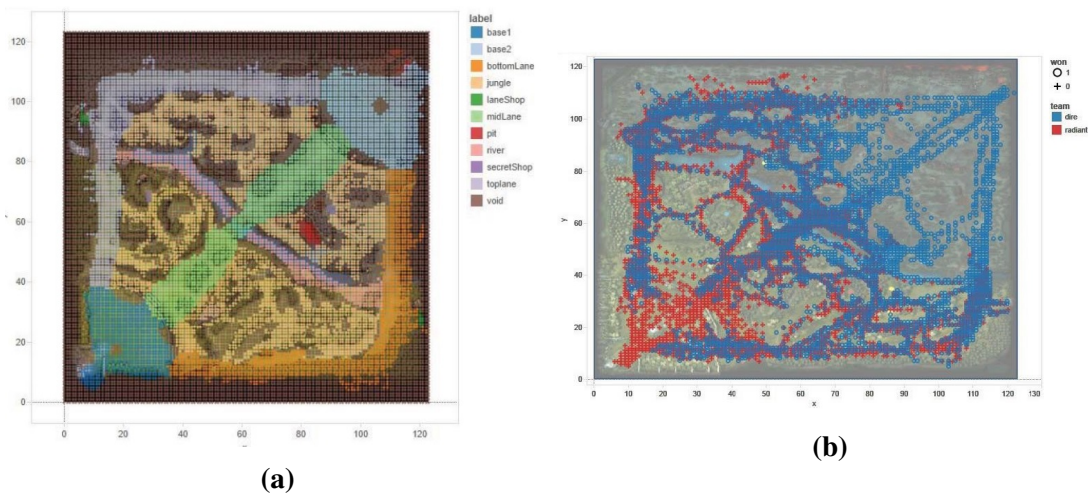 label
base1
base2
bottomLane
jungle
laneShop
midLane
pit
river
secretShop
toplane
void
120
100
80
60
40
20
0
0 20 40 60 80 100 120
(a)
won
1
0
team
dire
radiant
120
110
100
90
80
70
60
50
40
30
20
10
0
y
0 10 20 30 40 50 60 70 80 90 100 110 120 130
x
(b)